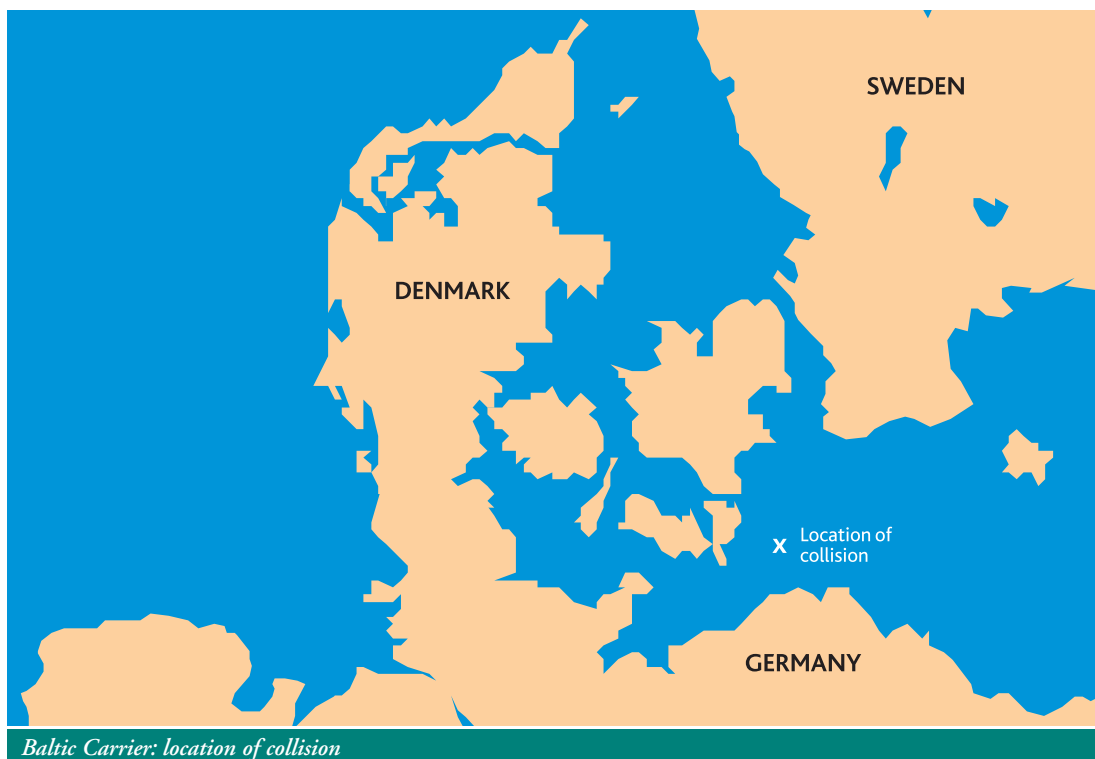 SWEDEN
DENMARK
X Location of
collision
GERMANY
Baltic Carrier: location of collision